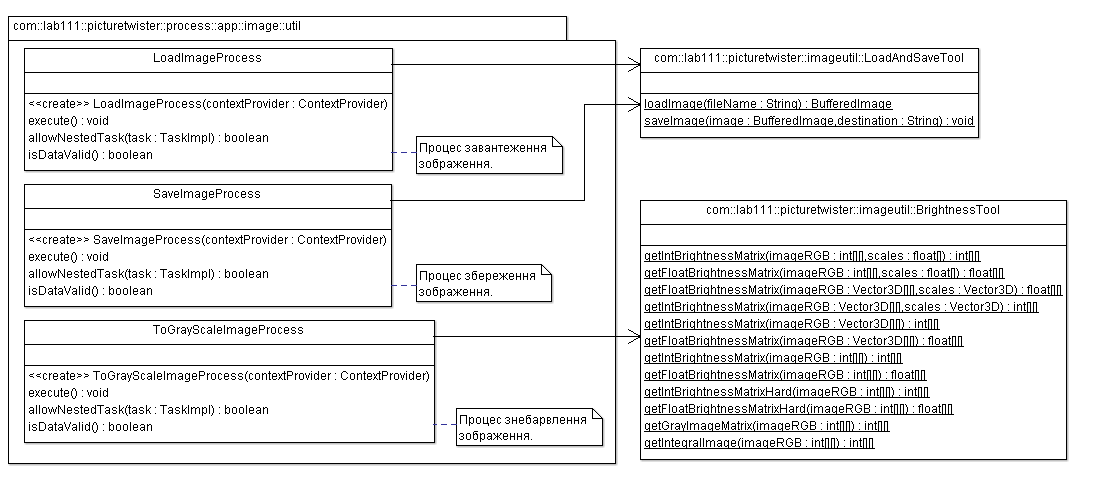 com::lab111::picturetwister::process::app::image::util
LoadImageProcess
<<create>> LoadImageProcess(contextProvider : ContextProvider)
execute() : void
allowNestedTask(task : TaskImpl) : boolean
isDataValid() : boolean
Процес завантеження
зображення.
SaveImageProcess
<<create>> SaveImageProcess(contextProvider : ContextProvider)
execute() : void
allowNestedTask(task : TaskImpl) : boolean
isDataValid() : boolean
Процес збереження
зображення.
ToGrayScaleImageProcess
<<create>> ToGrayScaleImageProcess(contextProvider : ContextProvider)
execute() : void
allowNestedTask(task : TaskImpl) : boolean
isDataValid() : boolean
Процес знебарвлення
зображення.
com::lab111::picturetwister::imageutil::LoadAndSaveTool
loadImage(fileName : String) : BufferedImage
saveImage(image : BufferedImage,destination : String) : void
com::lab111::picturetwister::imageutil::BrightnessTool
getIntBrightnessMatrix(imageRGB : int[][],scales : float[]) : int[][]
getFloatBrightnessMatrix(imageRGB : int[][],scales : float[]) : float[][]
getFloatBrightnessMatrix(imageRGB : Vector3D[][],scales : Vector3D) : float[][]
getIntBrightnessMatrix(imageRGB : Vector3D[][],scales : Vector3D) : int[][]
getIntBrightnessMatrix(imageRGB : Vector3D[][]) : int[][]
getFloatBrightnessMatrix(imageRGB : Vector3D[][]) : float[][]
getIntBrightnessMatrix(imageRGB : int[][]) : int[][]
getFloatBrightnessMatrix(imageRGB : int[][]) : float[][]
getIntBrightnessMatrixHard(imageRGB : int[][]) : int[][]
getFloatBrightnessMatrixHard(imageRGB : int[][]) : float[][]
getGrayImageMatrix(imageRGB : int[][]) : int[][]
getIntegralImage(imageRGB : int[][]) : int[][]